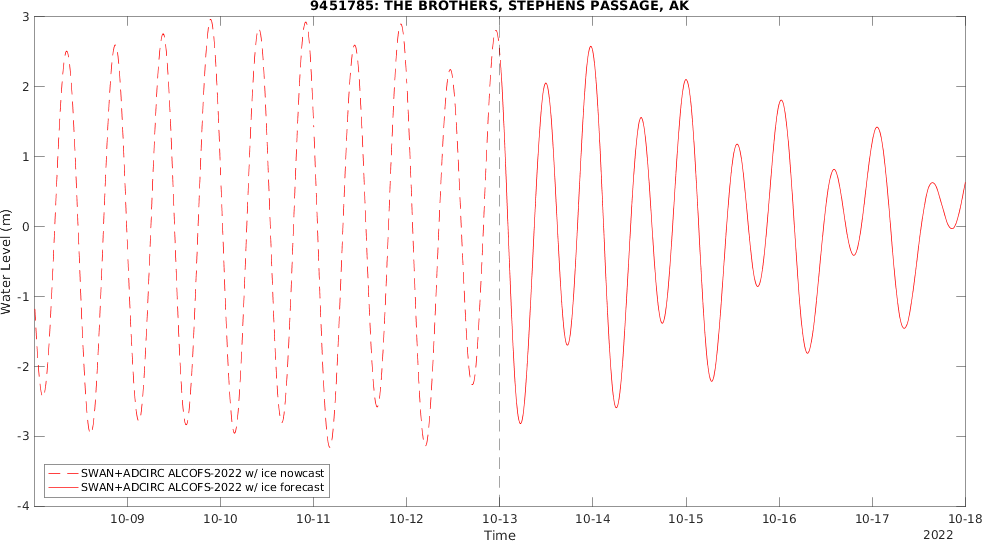 9451785: THE BROTHERS, STEPHENS PASSAGE, AK
3
2
1
0
-1
-2
-3
-4
Water Level (m)
SWAN+ADCIRC ALCOFS-2022 w/ ice nowcast
SWAN+ADCIRC ALCOFS-2022 w/ ice forecast
10-09 10-10 10-11 10-12 10-13 10-14 10-15 10-16 10-17 10-18
Time
2022